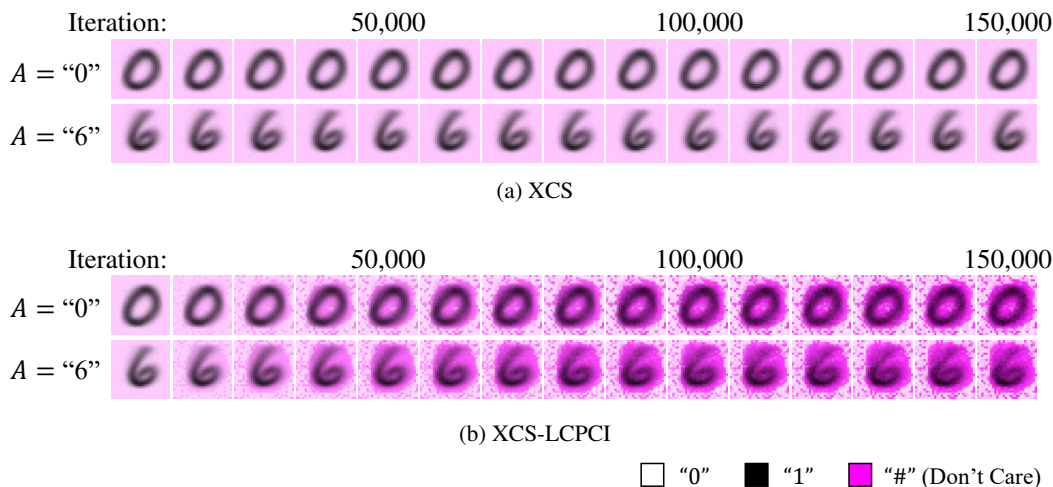 Iteration: 50,000 100,000 150,000
A = “0”
A = “6”
(a) XCS
Iteration: 50,000 100,000 150,000
A = “0”
A = “6”
(b) XCS-LCPCI
“0” “1” “#” (Don’t Care)